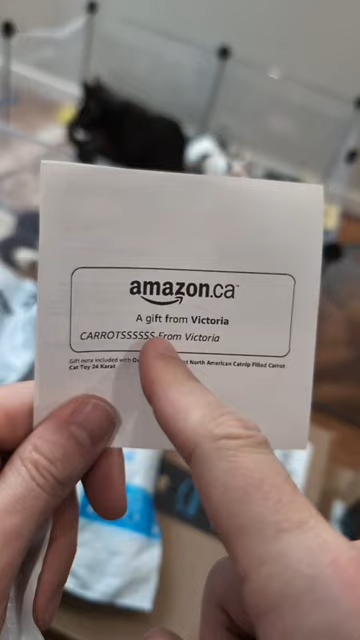 amazon.ca
A gift from Victoria
CARROTSSSSSS From Victoria
Gift note included with North American Catnip Filled Carrot
Cat Toy 24 Karat